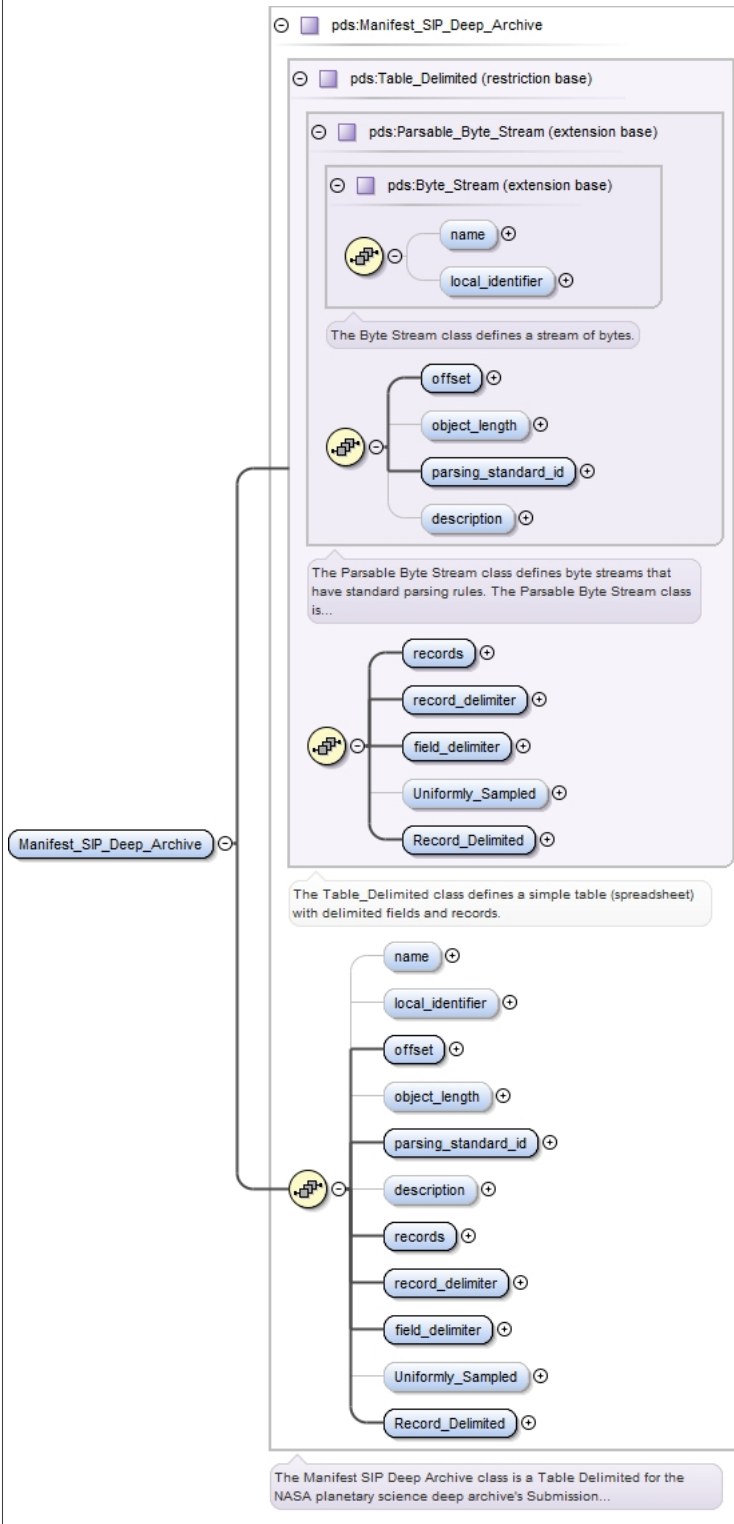 pds:Manifest_SIP_Deep_Archive
pds:Table_Delimited (restriction base)
pds:Parsable_Byte_Stream (extension base)
pds:Byte_Stream (extension base)
name
local_identifier
The Byte Stream class defines a stream of bytes.
offset
object_length
parsing_standard_id
description
The Parsable Byte Stream class defines byte streams that
have standard parsing rules. The Parsable Byte Stream class
is...
records
record_delimiter
field_delimiter
Uniformly_Sampled
Record_Delimited
Manifest_SIP_Deep_Archive
The Table_Delimited class defines a simple table (spreadsheet)
with delimited fields and records.
name
local_identifier
offset
object_length
parsing_standard_id
description
records
record_delimiter
field_delimiter
Uniformly_Sampled
Record_Delimited
The Manifest SIP Deep Archive class is a Table Delimited for the
NASA planetary science deep archive's Submission...